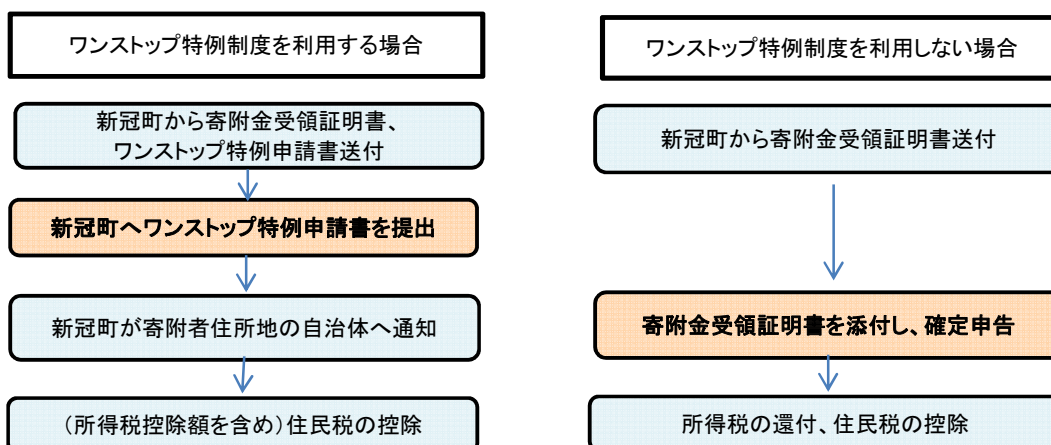 ワンストップ特例制度を利用する場合
新冠町から寄附金受領証明書、
ワンストップ特例申請書送付
新冠町へワンストップ特例申請書を提出
新冠町が寄附者住所地の自治体へ通知
(所得税控除額を含め)住民税の控除
ワンストップ特例制度を利用しない場合
新冠町から寄附金受領証明書送付
寄附金受領証明書を添付し、確定申告
所得税の還付、住民税の控除